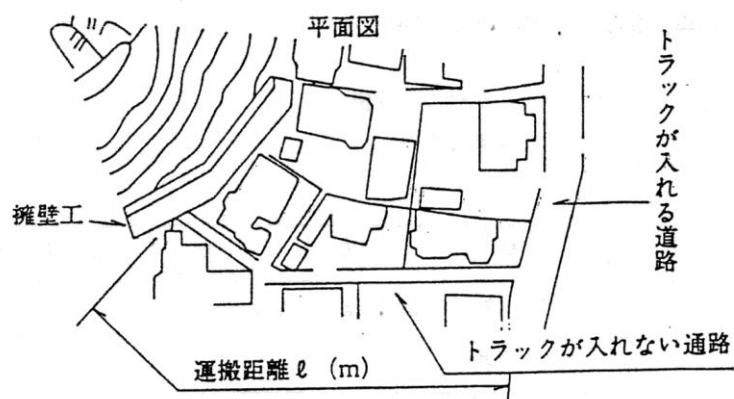 平面図
トラックが入れる道路
擁壁工
トラックが入れない通路
運搬距離ℓ (m)